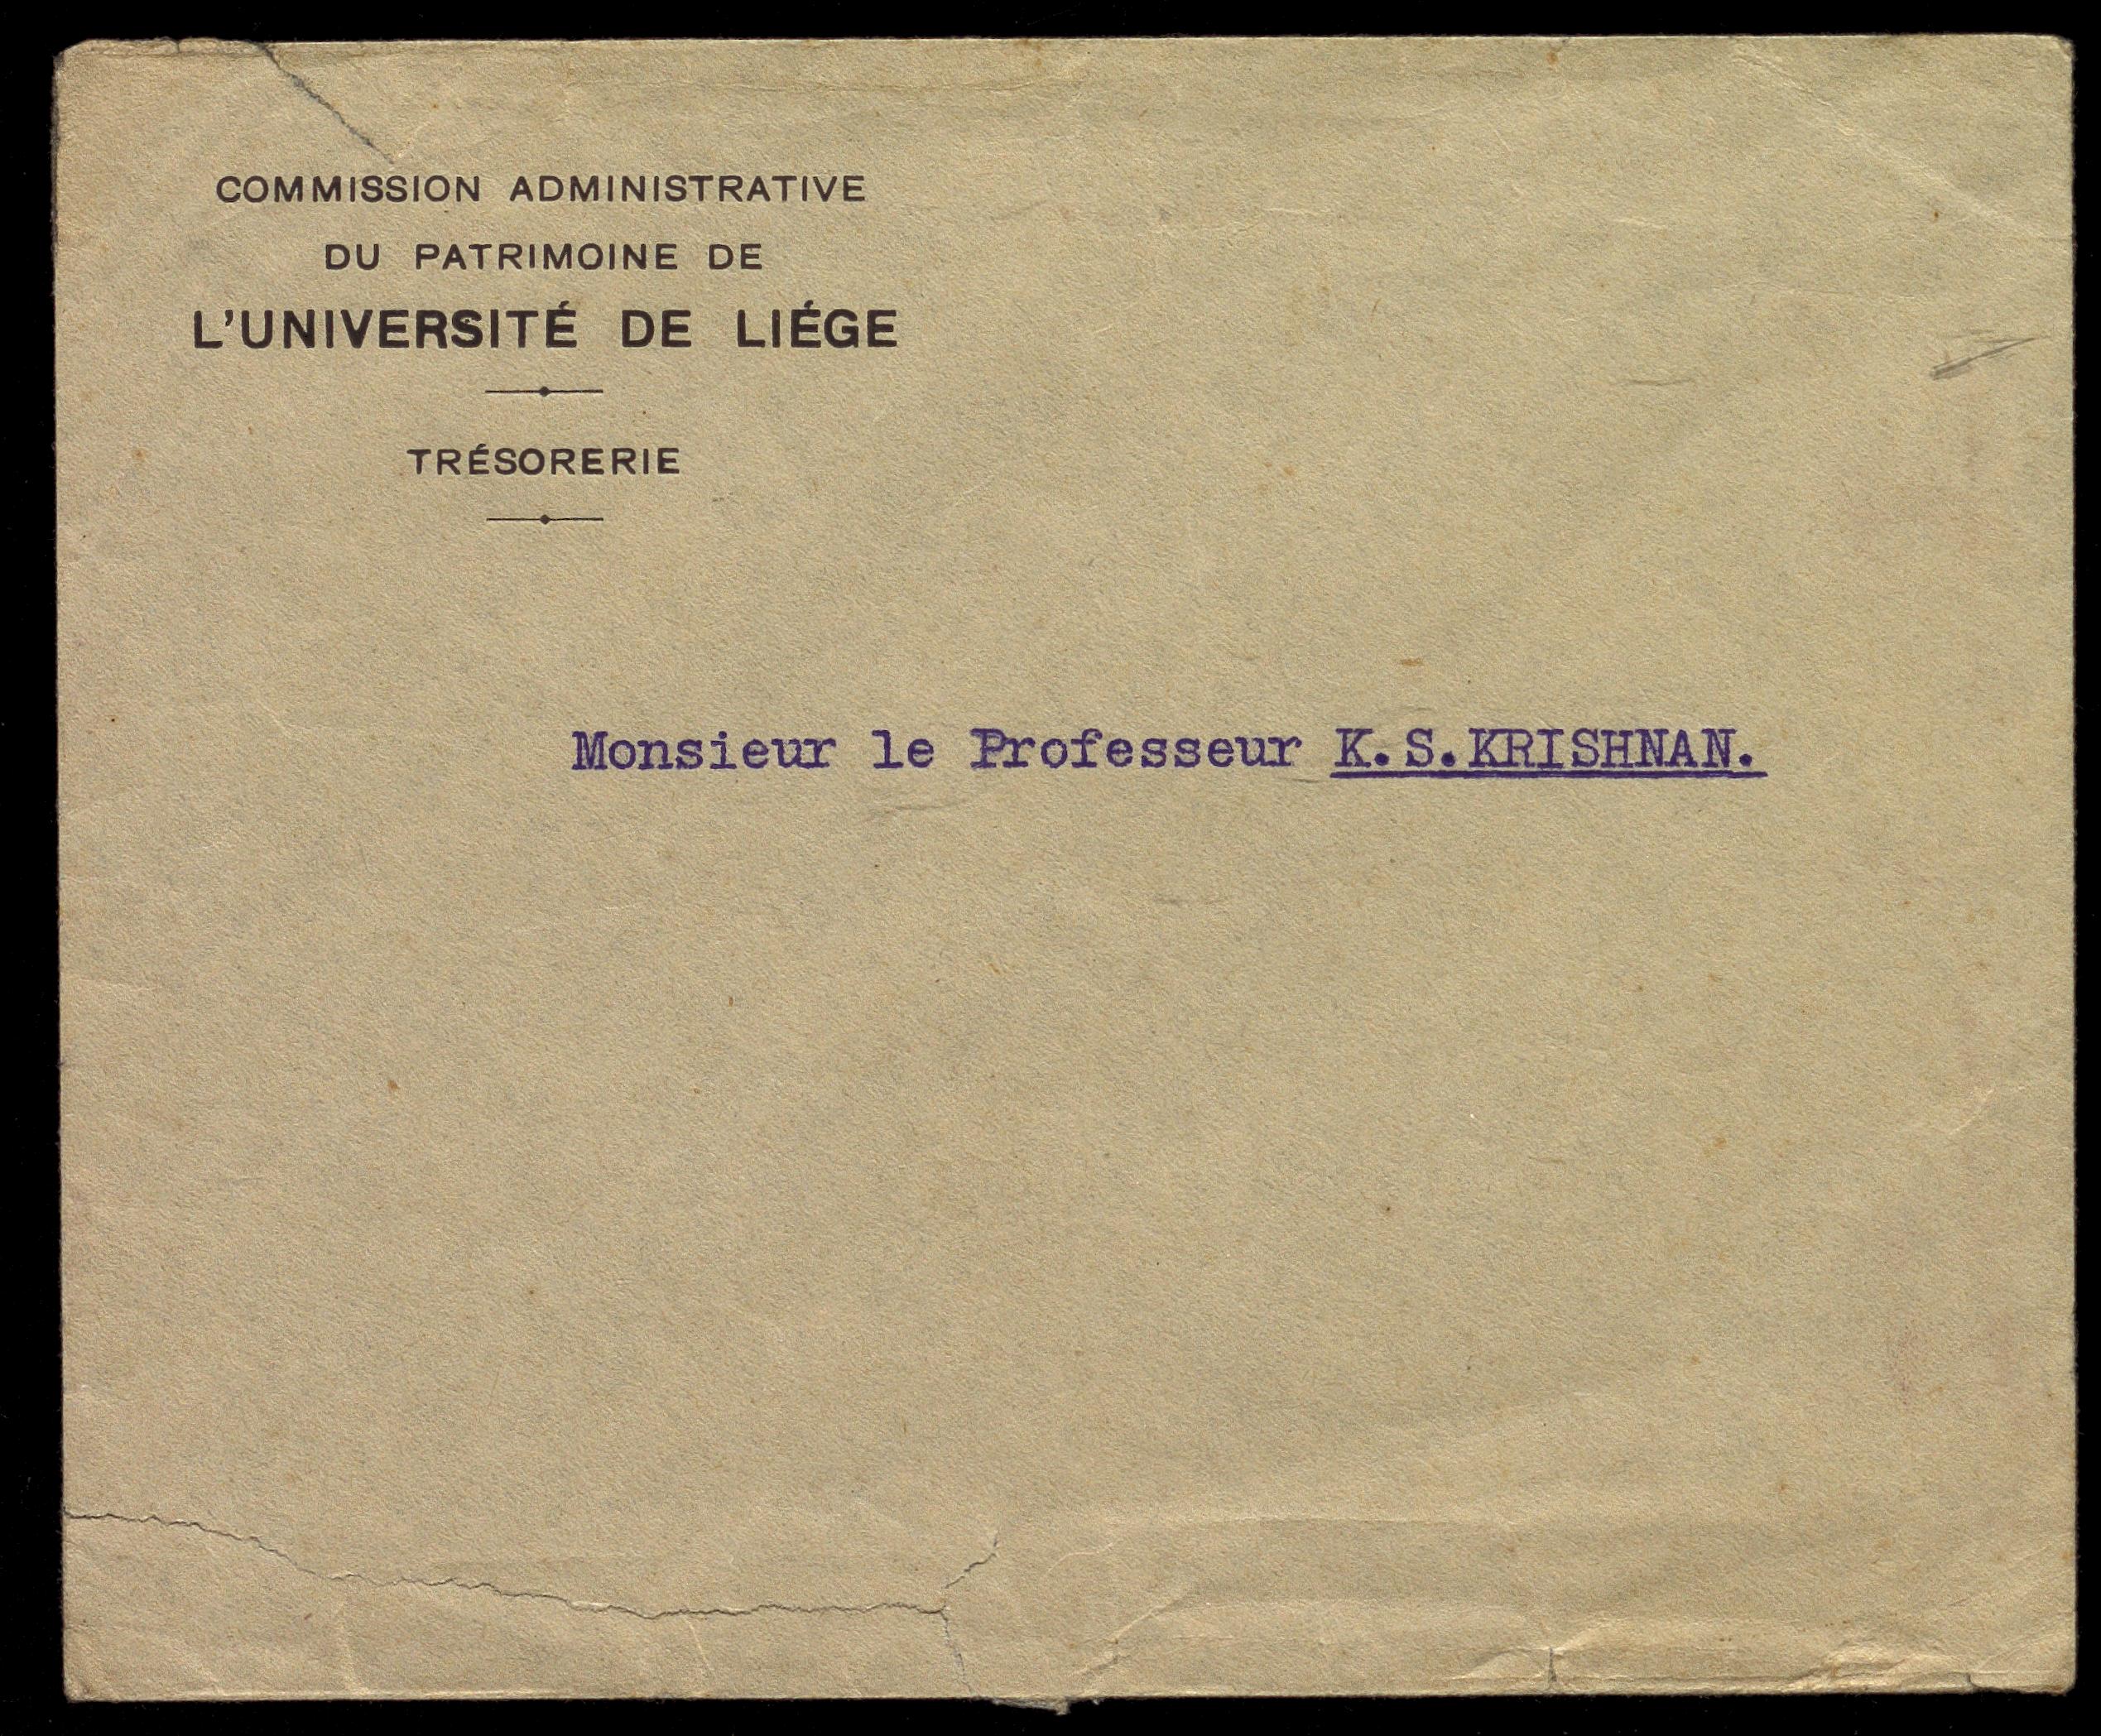 COMMISSION ADMINISTRATIVE
DU PATRIMOINE DE
L'UNIVERSITÉ DE LIÉGE
TRÉSORERIE
Monsieur le Professeur K.S.KRISHNAN.